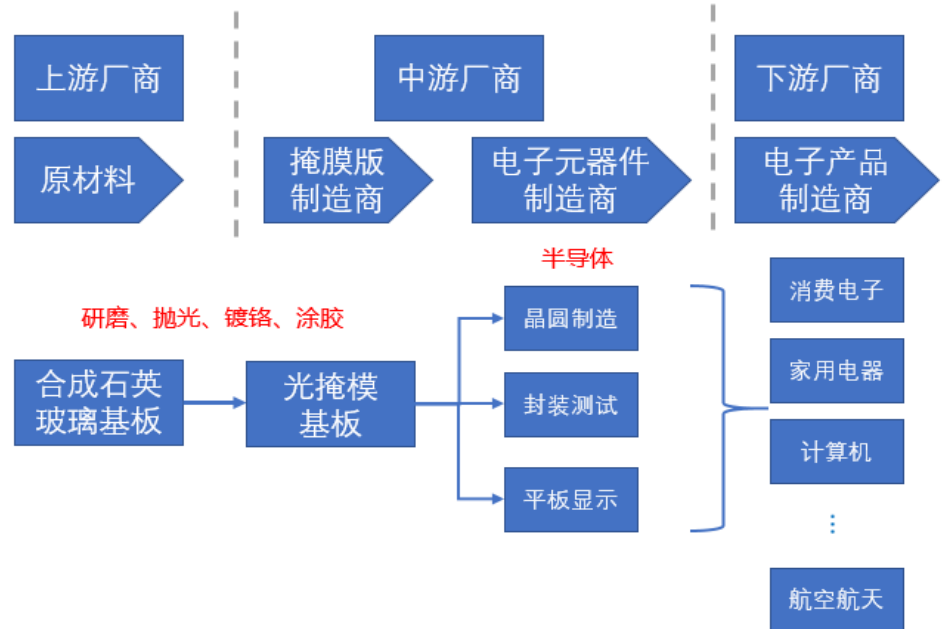 上游厂商
中游厂商
下游厂商
原材料
掩膜版
制造商
电子元器件
制造商
电子产品
制造商
半导体
研磨、抛光、镀铬、涂胶
合成石英
玻璃基板
光掩模
基板
晶圆制造
封装测试
平板显示
消费电子
家用电器
计算机
⋮
航空航天